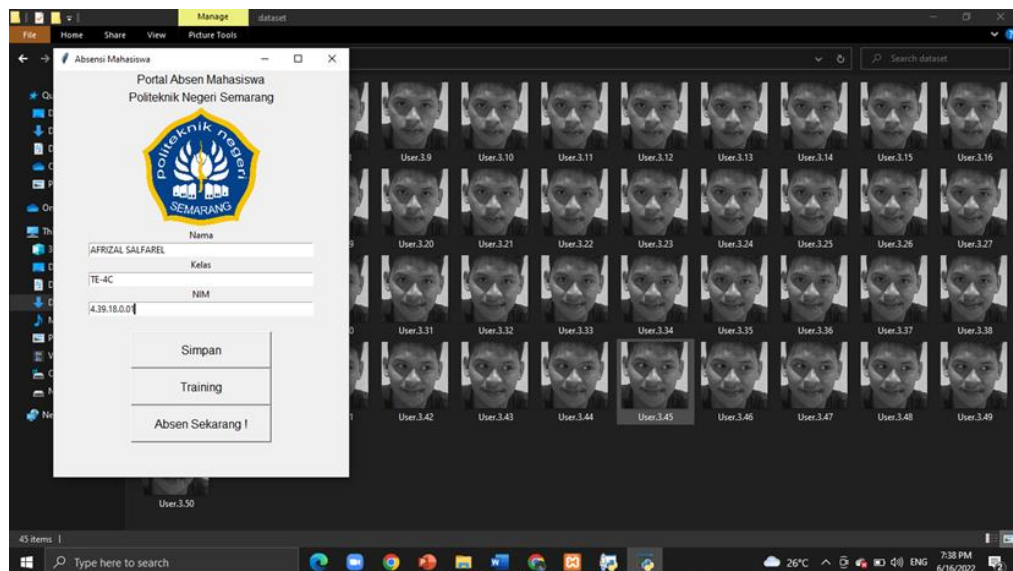 Manage
dataset
File
Home
Share
View
Picture Tools
Search dataset
Absensi Mahasiswa
Portal Absen Mahasiswa
Politeknik Negeri Semarang
politeknik negeri
SEMARANG
Nama
AFRIZAL SALFAREL
Kelas
TE-4C
NIM
4.39.18.0.01
Simpan
Training
Absen Sekarang !
User.3.9
User.3.10
User.3.11
User.3.12
User.3.13
User.3.14
User.3.15
User.3.16
User.3.20
User.3.21
User.3.22
User.3.23
User.3.24
User.3.25
User.3.26
User.3.27
User.3.31
User.3.32
User.3.33
User.3.34
User.3.35
User.3.36
User.3.37
User.3.38
User.3.42
User.3.43
User.3.44
User.3.45
User.3.46
User.3.47
User.3.48
User.3.49
User.3.50
45 items
Type here to search
26°C
ENG
7:38 PM
6/16/2022